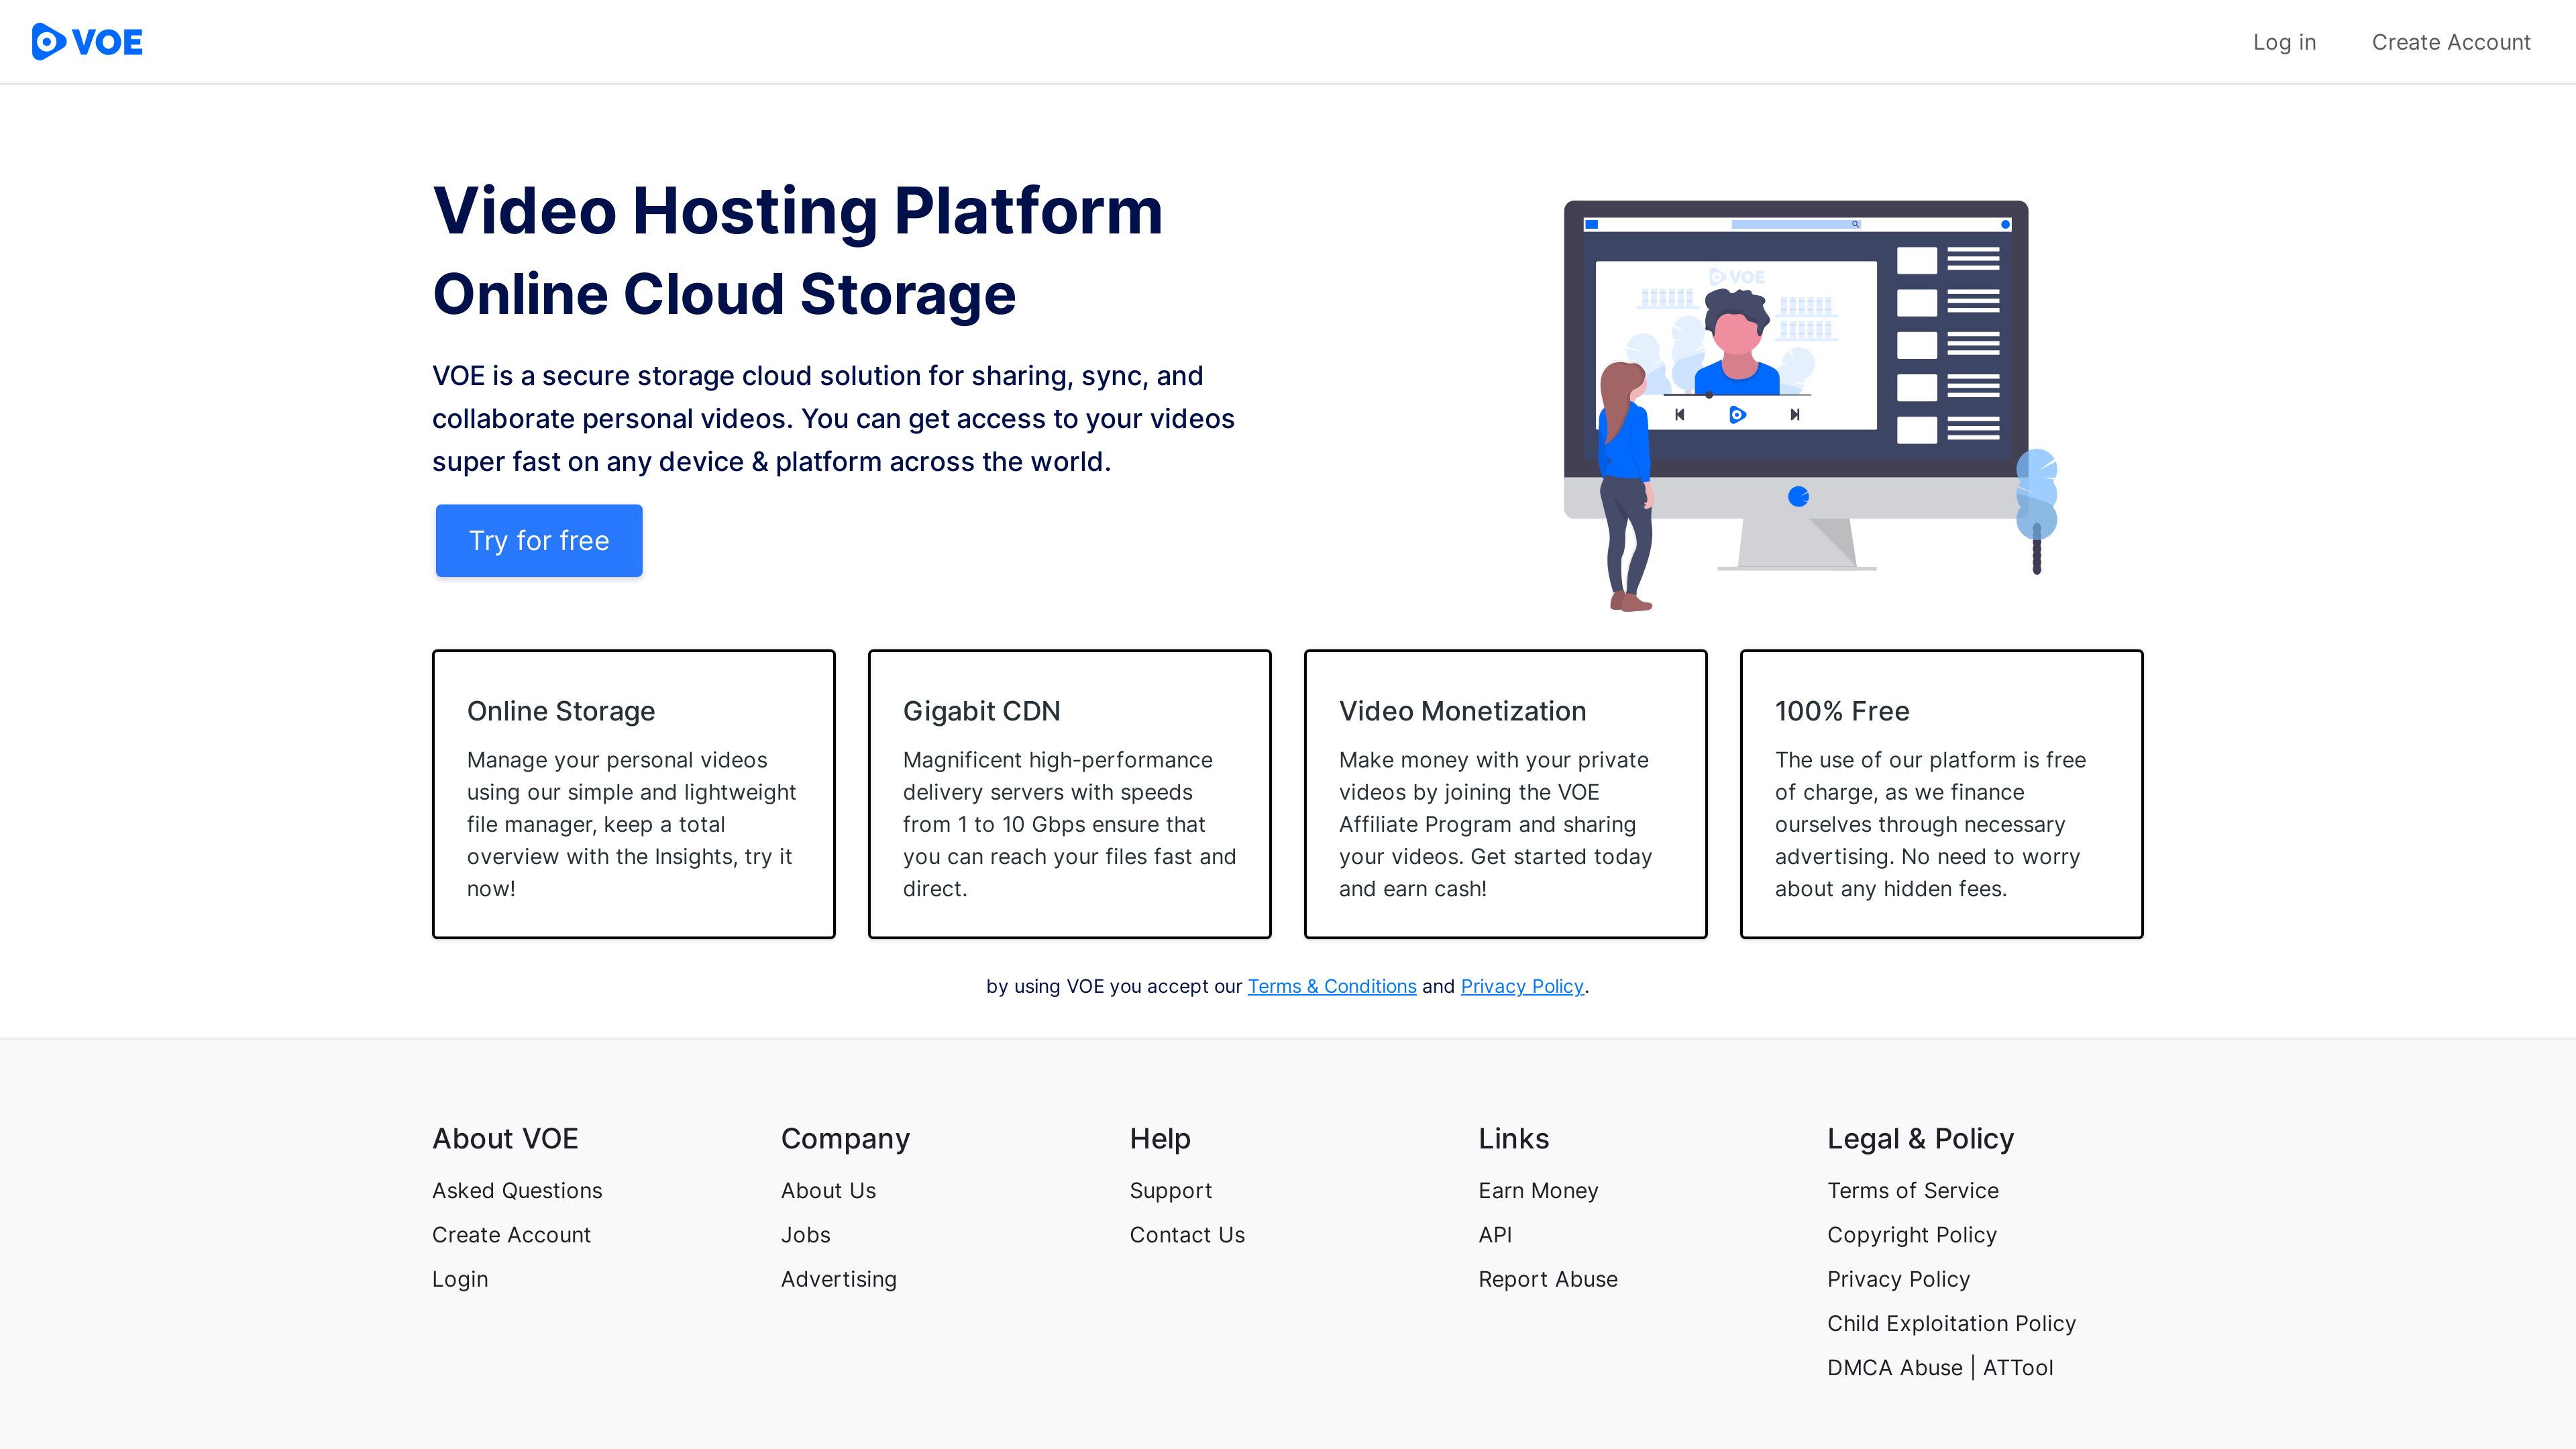 VOE
Log in
Create Account
Video Hosting Platform
Online Cloud Storage
VOE is a secure storage cloud solution for sharing, sync, and
collaborate personal videos. You can get access to your videos
super fast on any device & platform across the world.
Try for free
VOE
Online Storage
Manage your personal videos
using our simple and lightweight
file manager, keep a total
overview with the Insights, try it
now!
Gigabit CDN
Magnificent high-performance
delivery servers with speeds
from 1 to 10 Gbps ensure that
you can reach your files fast and
direct.
Video Monetization
Make money with your private
videos by joining the VOE
Affiliate Program and sharing
your videos. Get started today
and earn cash!
100% Free
The use of our platform is free
of charge, as we finance
ourselves through necessary
advertising. No need to worry
about any hidden fees.
by using VOE you accept our Terms & Conditions and Privacy Policy.
About VOE
Asked Questions
Create Account
Login
Company
About Us
Jobs
Advertising
Help
Support
Contact Us
Links
Earn Money
API
Report Abuse
Legal & Policy
Terms of Service
Copyright Policy
Privacy Policy
Child Exploitation Policy
DMCA Abuse | ATTool